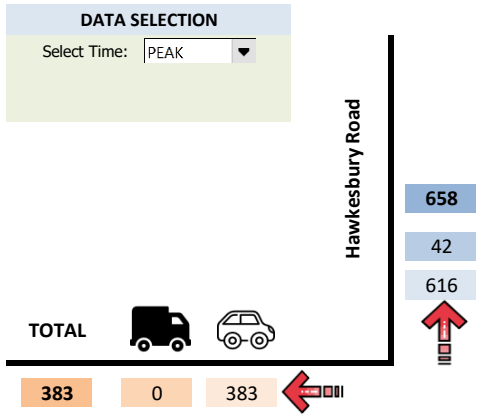 DATA SELECTION
Select Time: PEAK
Hawkesbury Road
658
42
616
TOTAL
383 0 383